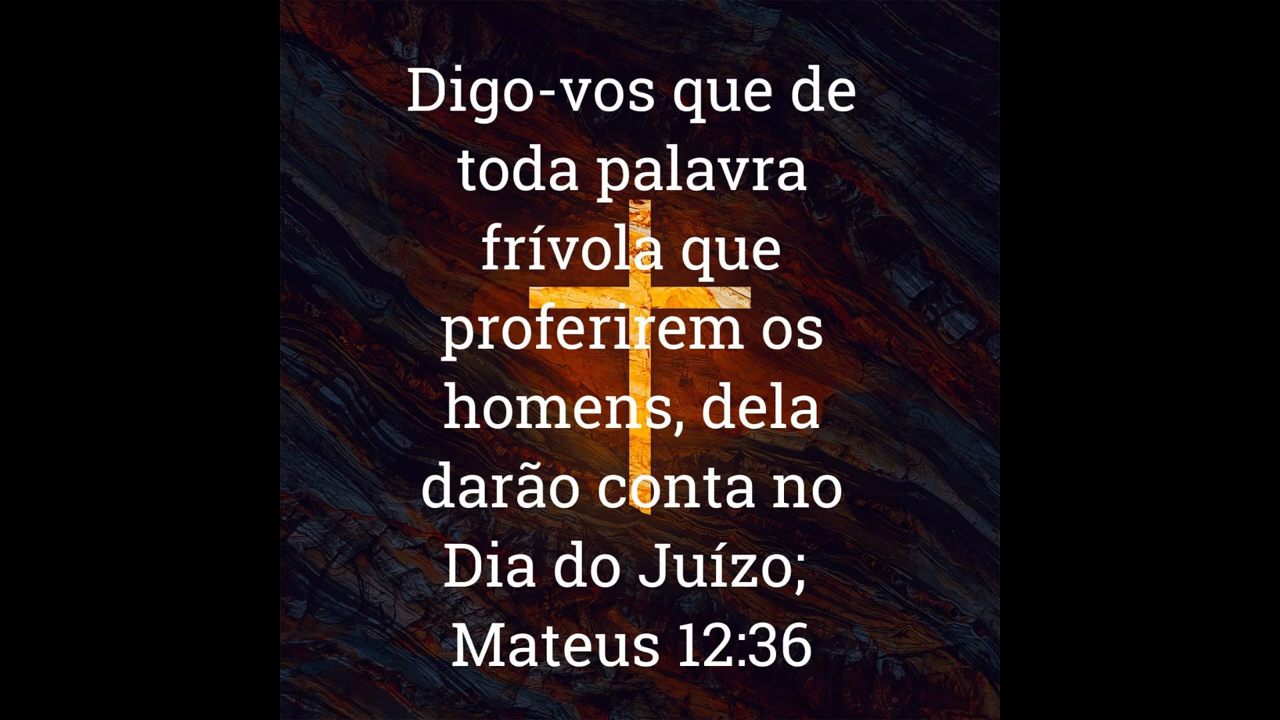 Digo-vos que de
toda palavra
frívola que
proferirem os
homens, dela
darão conta no
Dia do Juízo;
Mateus 12:36